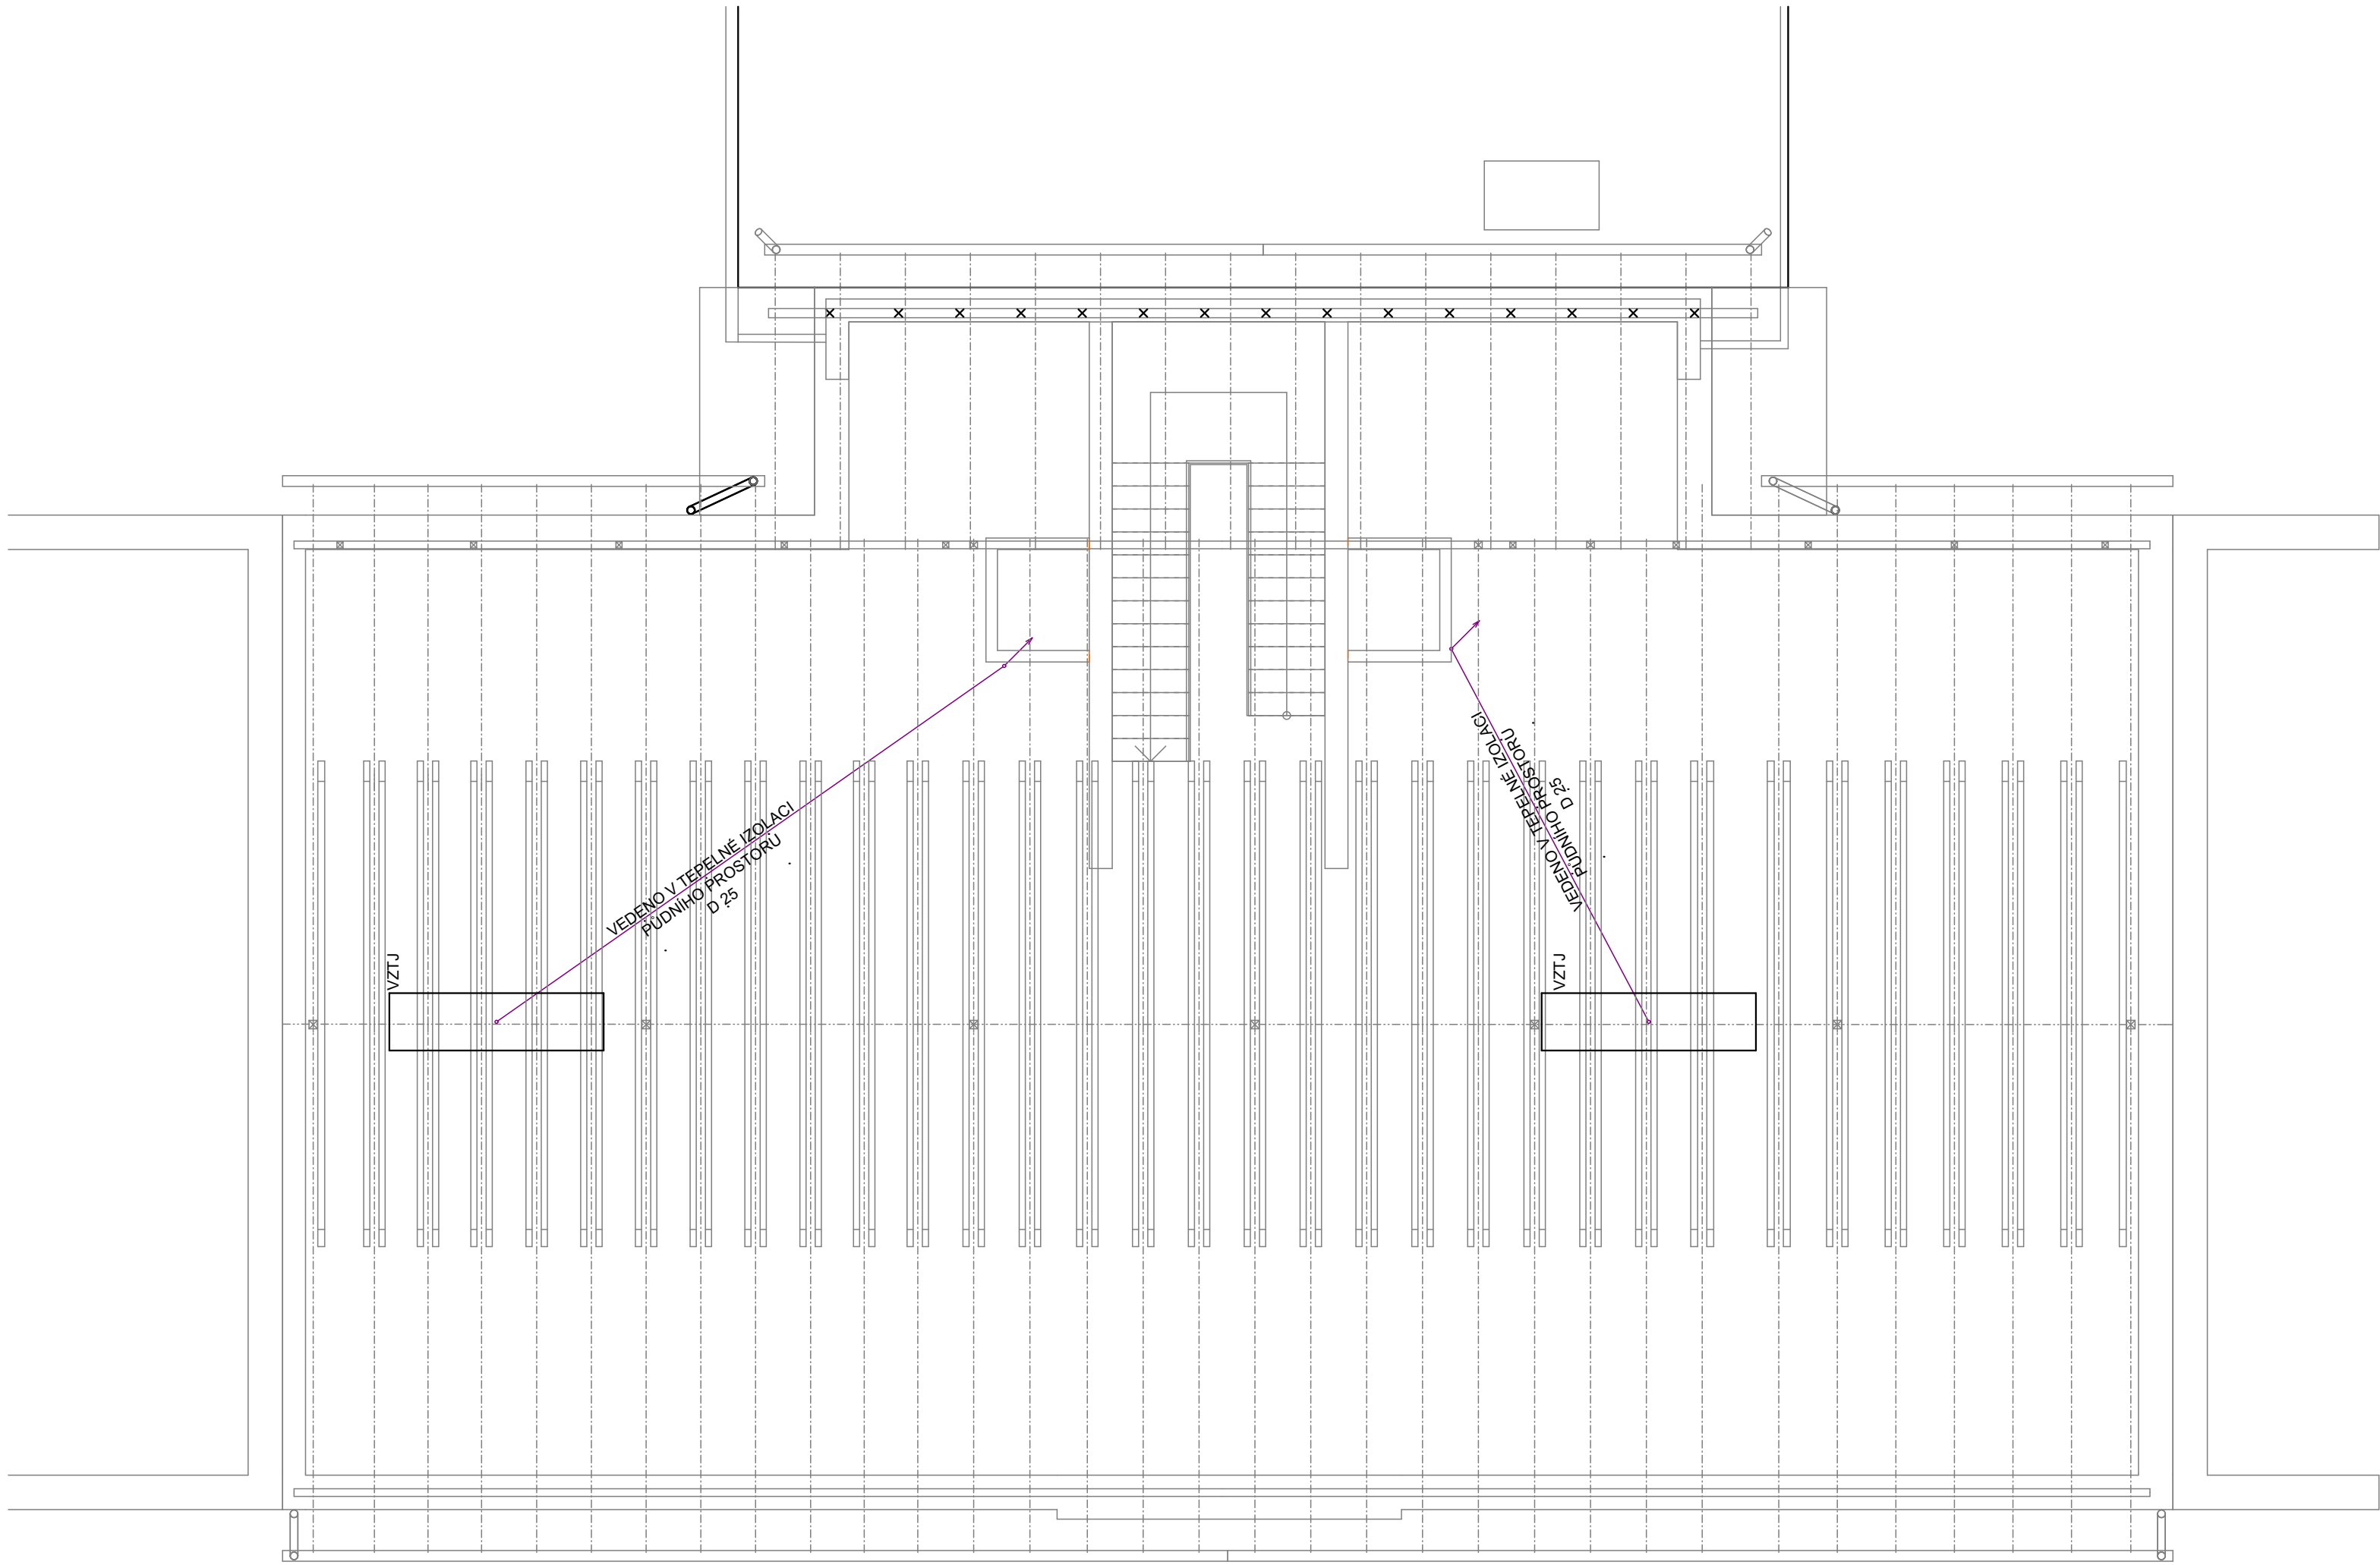 VEDENO V TEPELNÉ IZOLACI
PŮDNÍHO PROSTORU
D 25
VZTJ
VEDENO V TEPELNÉ IZOLACI
PŮDNÍHO PROSTORU
D 25
VZTJ